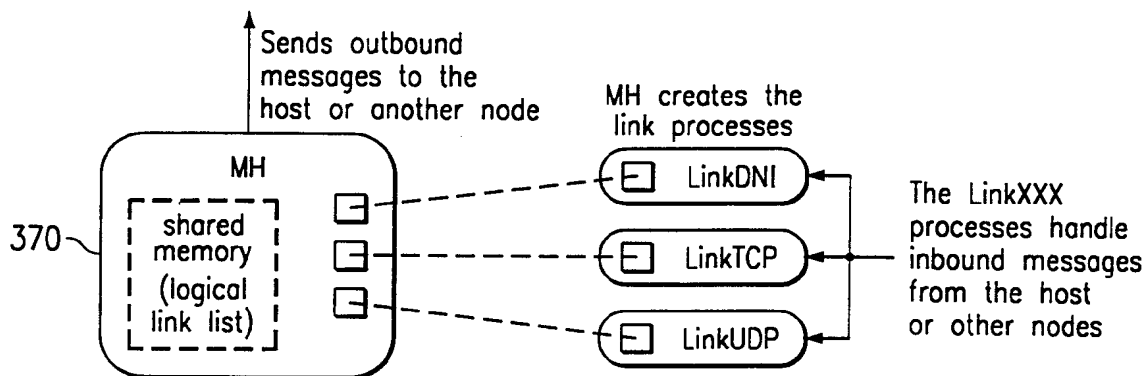 Sends outbound
messages to the
host or another node
MH creates the
link processes
MH
LinkDNI
370
shared
memory
(logical
link list)
LinkTCP
The LinkXXX
processes handle
inbound messages
from the host
or other nodes
LinkUDP